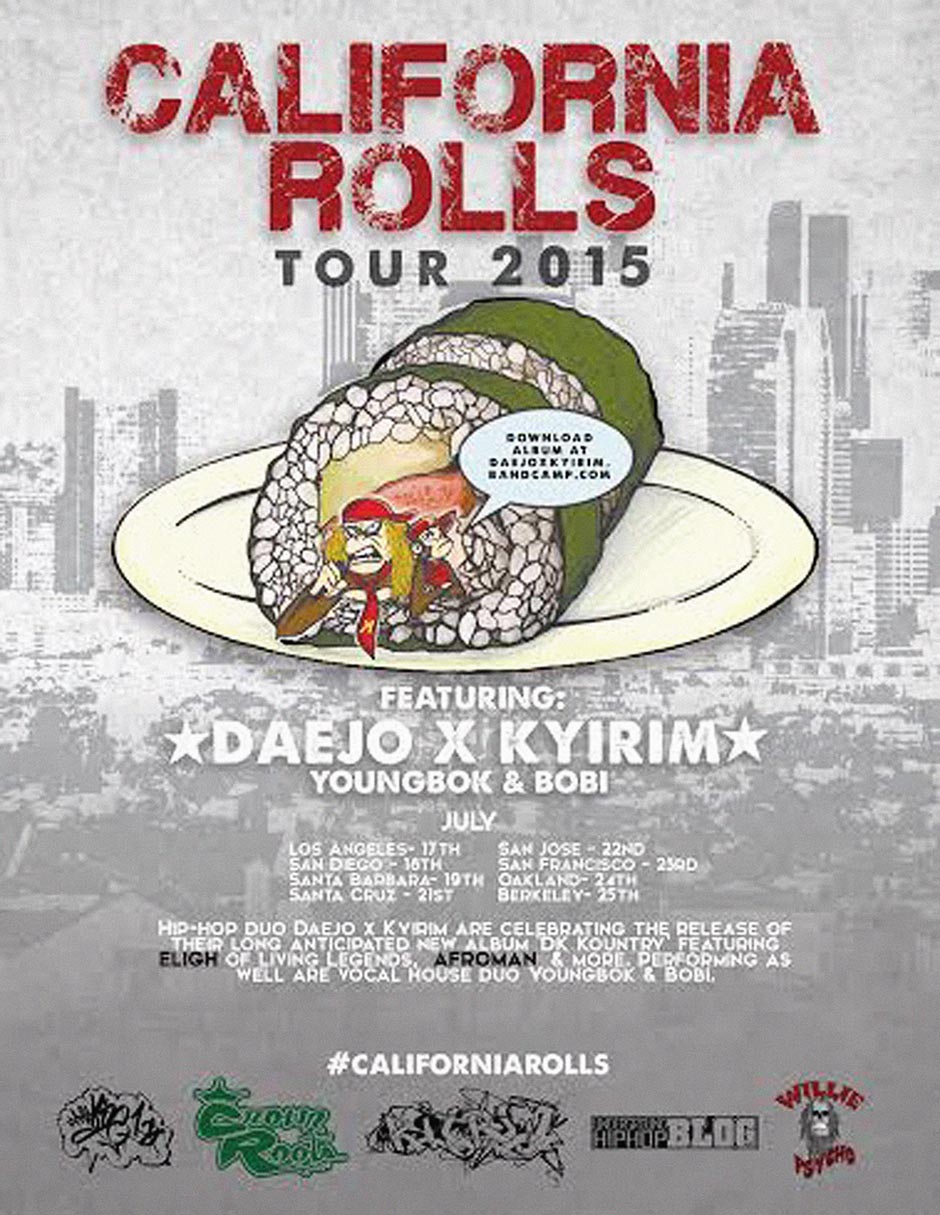 CALIFORNIA
ROLLS
TOUR 2015
DOWNLOAD
ALBUM AT
DAEJOXKYIRIM.
BANDCAMP.COM
K
FEATURING:
★DAEJO X KYIRIM★
YOUNGBOK & BOBI
JULY
LOS ANGELES- 17TH SAN JOSE - 22ND
SAN DIEGO - 18TH SAN FRANCISCO - 23RD
SANTA BARBARA- 19TH OAKLAND- 24TH
SANTA CRUZ - 21ST BERKELEY- 25TH
HIP-HOP DUO DAEJO X KYIRIM ARE CELEBRATING THE RELEASE OF
THEIR LONG ANTICIPATED NEW ALBUM 'DK KOUNTRY' FEATURING
ELIGH OF LIVING LEGENDS, AFROMAN & MORE. PERFORMING AS
WELL ARE VOCAL HOUSE DUO YOUNGBOK & BOBI.
#CALIFORNIAROLLS
Crown
Roots
UNDERGROUND
HIPHOP BLOG
WILLIE
PSYCHO